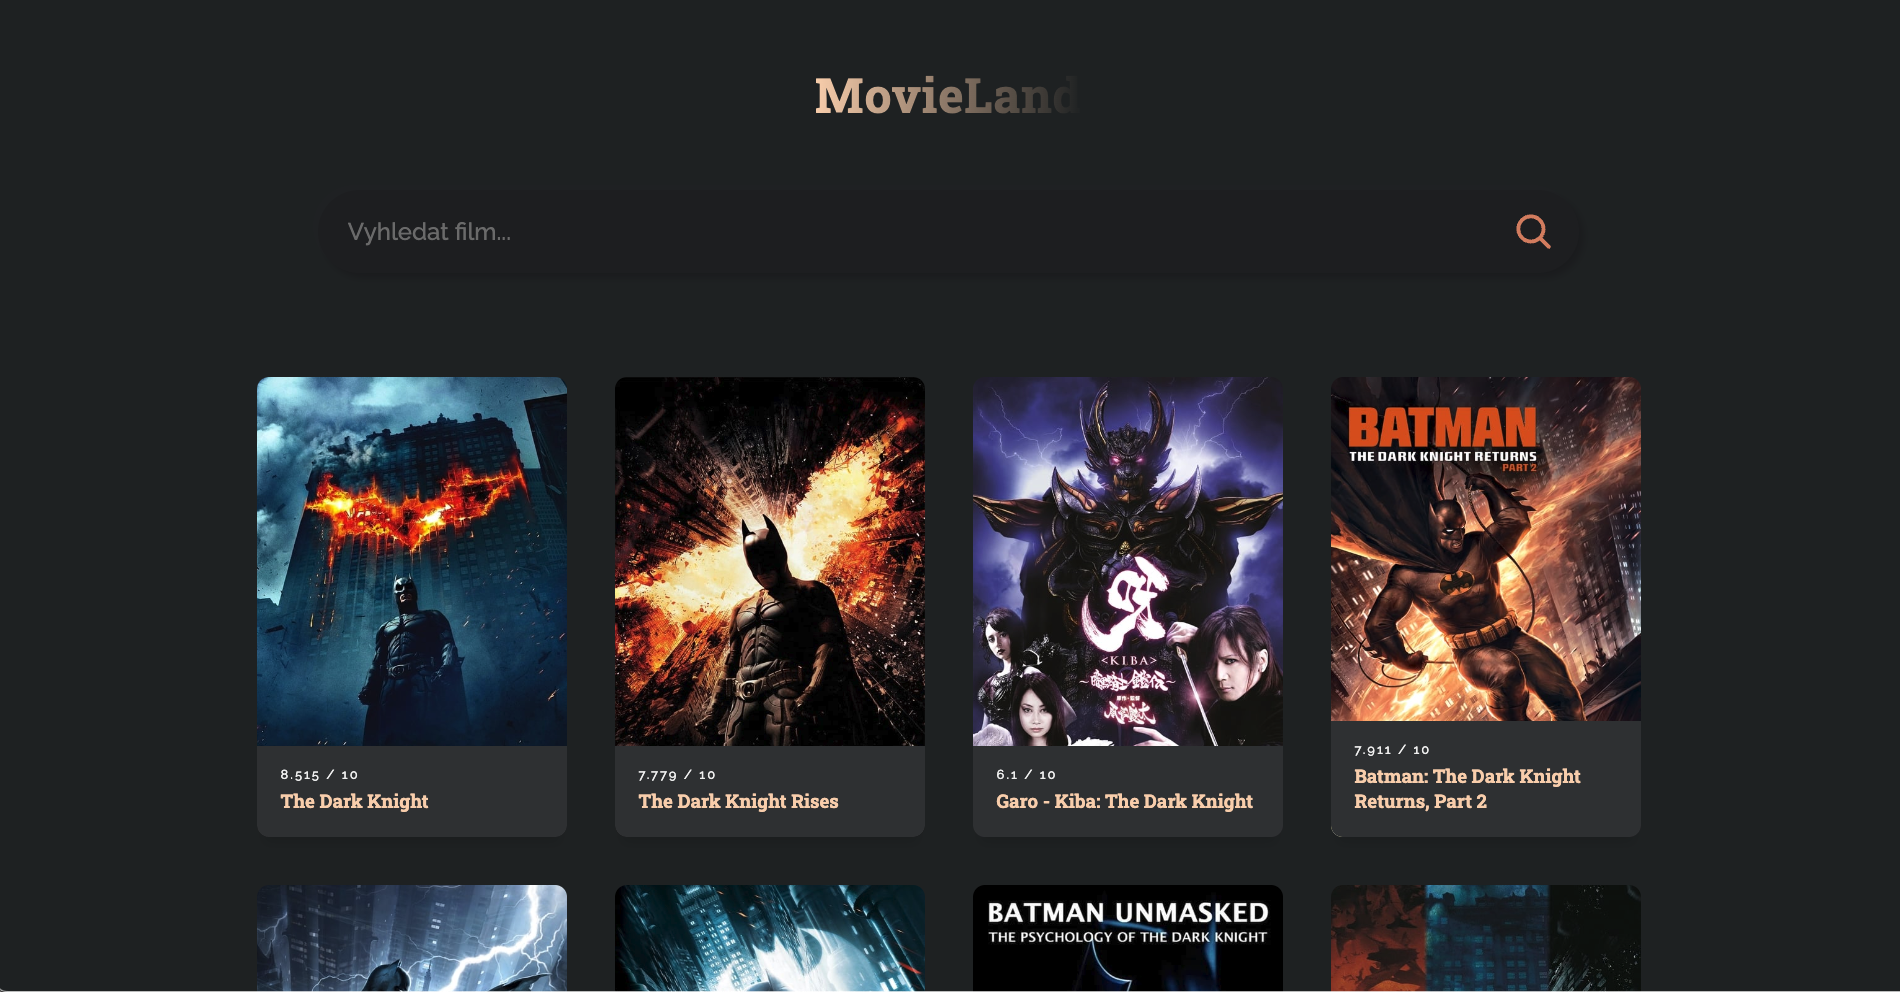 MovieLand
Vyhledat film...
BATMAN
THE DARK KNIGHT RETURNS
PART 2
牙
<KIBA>
8.515 / 10
The Dark Knight
7.779 / 10
The Dark Knight Rises
6.1 / 10
Garo - Kiba: The Dark Knight
7.911 / 10
Batman: The Dark Knight
Returns, Part 2
BATMAN UNMASKED
THE PSYCHOLOGY OF THE DARK KNIGHT